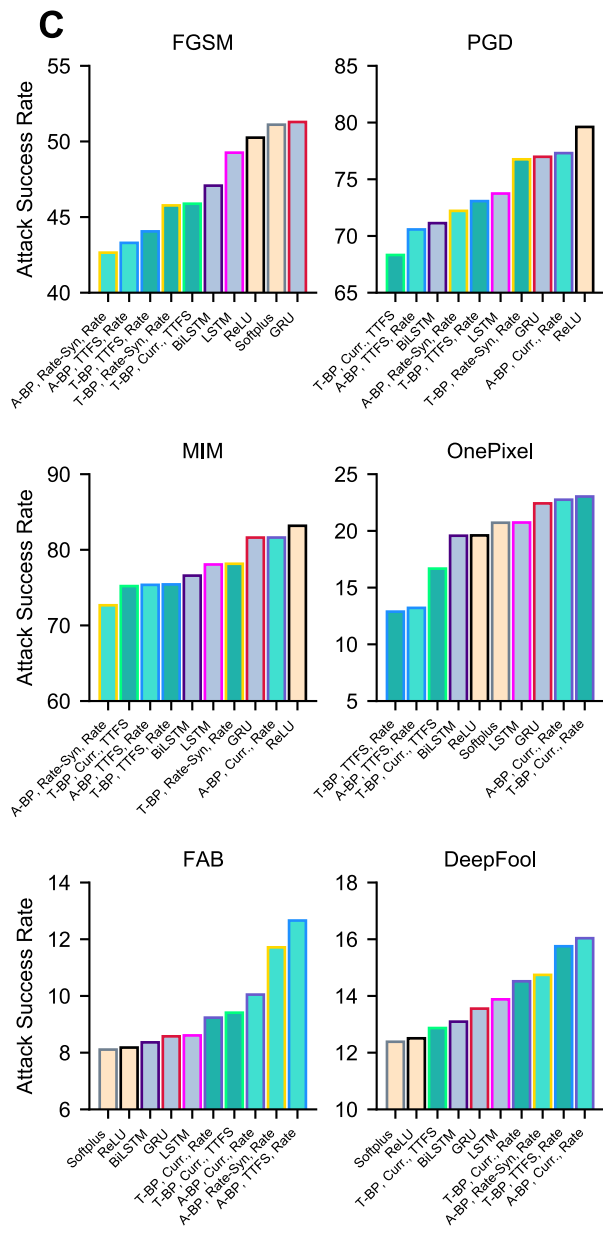 C
FGSM
PGD
Attack Success Rate
55
50
45
40
85
80
75
70
65
A-BP, Rate-Syn, Rate
A-BP, TTFS, Rate
T-BP, TTFS, Rate
T-BP, Rate-Syn, Rate
T-BP, Curr., TTFS
BiLSTM
LSTM
ReLU
Softplus
GRU
T-BP, Curr., TTFS
A-BP, TTFS, Rate
BiLSTM
A-BP, Rate-Syn, Rate
T-BP, TTFS, Rate
LSTM
T-BP, Rate-Syn, Rate
GRU
A-BP, Curr., Rate
ReLU
MIM
OnePixel
Attack Success Rate
90
80
70
60
25
20
15
10
5
A-BP, Rate-Syn, Rate
T-BP, Curr., TTFS
A-BP, TTFS, Rate
T-BP, TTFS, Rate
BiLSTM
LSTM
T-BP, Rate-Syn, Rate
GRU
A-BP, Curr., Rate
ReLU
T-BP, TTFS, Rate
A-BP, TTFS, Rate
T-BP, Curr., TTFS
BiLSTM
ReLU
Softplus
LSTM
GRU
A-BP, Curr., Rate
T-BP, Curr., Rate
FAB
DeepFool
Attack Success Rate
14
12
10
8
6
18
16
14
12
10
Softplus
ReLU
BiLSTM
GRU
LSTM
T-BP, Curr., Rate
T-BP, Curr., TTFS
A-BP, Curr., Rate
A-BP, Rate-Syn, Rate
A-BP, TTFS, Rate
Softplus
ReLU
T-BP, Curr., TTFS
BiLSTM
GRU
LSTM
T-BP, Curr., Rate
A-BP, Rate-Syn, Rate
T-BP, TTFS, Rate
A-BP, Curr., Rate